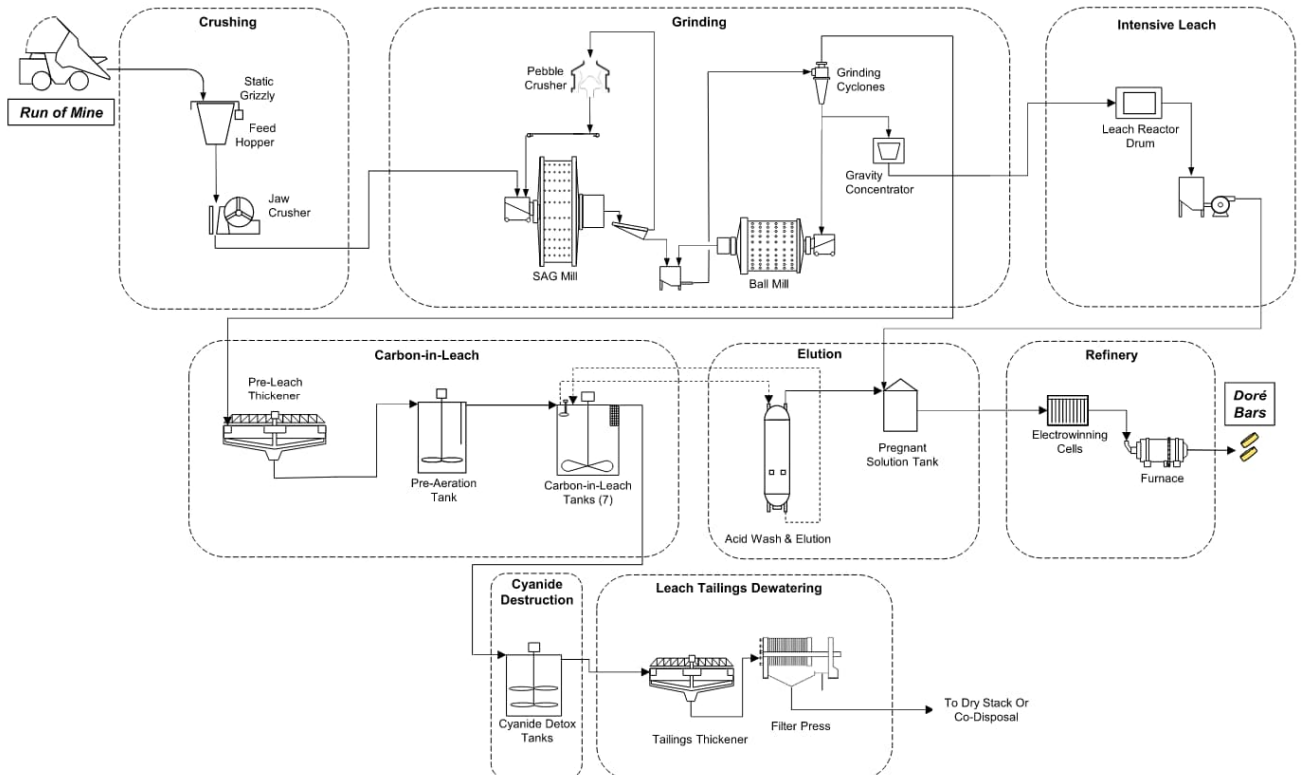 Crushing
Grinding
Intensive Leach
Run of Mine
Static
Grizzly
Feed
Hopper
Jaw
Crusher
Pebble
Crusher
SAG Mill
Grinding
Cyclones
Gravity
Concentrator
Ball Mill
Leach Reactor
Drum
Carbon-in-Leach
Elution
Refinery
Pre-Leach
Thickener
Pre-Aeration
Tank
Carbon-in-Leach
Tanks (7)
Acid Wash & Elution
Pregnant
Solution Tank
Electrowinning
Cells
Furnace
Doré
Bars
Cyanide
Destruction
Leach Tailings Dewatering
Cyanide Detox
Tanks
Tailings Thickener
Filter Press
To Dry Stack Or
Co-Disposal